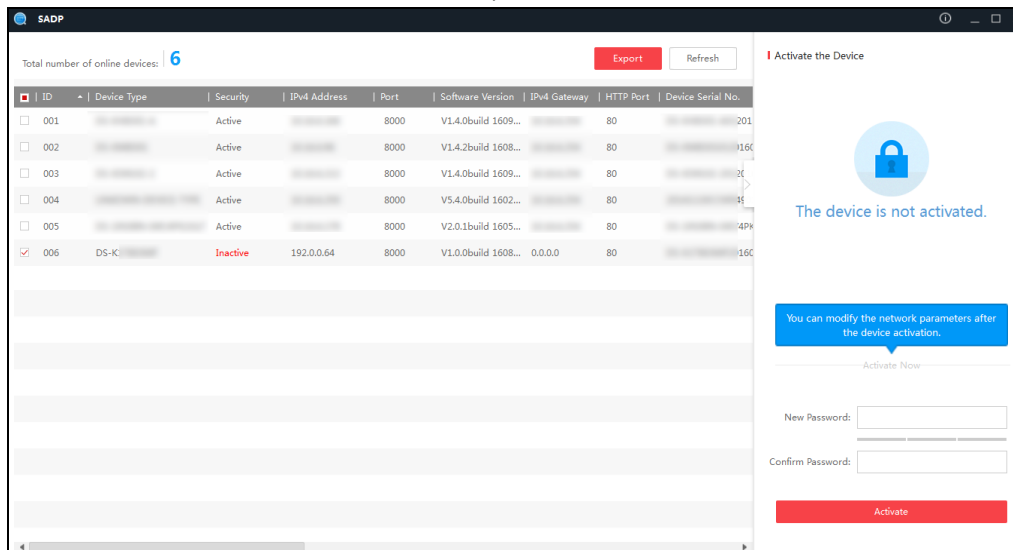 SADP
Total number of online devices: 6
Export
Refresh
ID | Device Type | Security | IPv4 Address | Port | Software Version | IPv4 Gateway | HTTP Port | Device Serial No.
001 Active 8000 V1.4.0build 1609... 80 201
002 Active 8000 V1.4.2build 1608... 80 160
003 Active 8000 V1.4.0build 1609... 80
004 Active 8000 V5.4.0build 1602... 80
005 Active 8000 V2.0.1build 1605... 80 4PK
006 DS-K Inactive 192.0.0.64 8000 V1.0.0build 1608... 0.0.0.0 80 160
Activate the Device
The device is not activated.
You can modify the network parameters after
the device activation.
Activate Now
New Password:
Confirm Password:
Activate